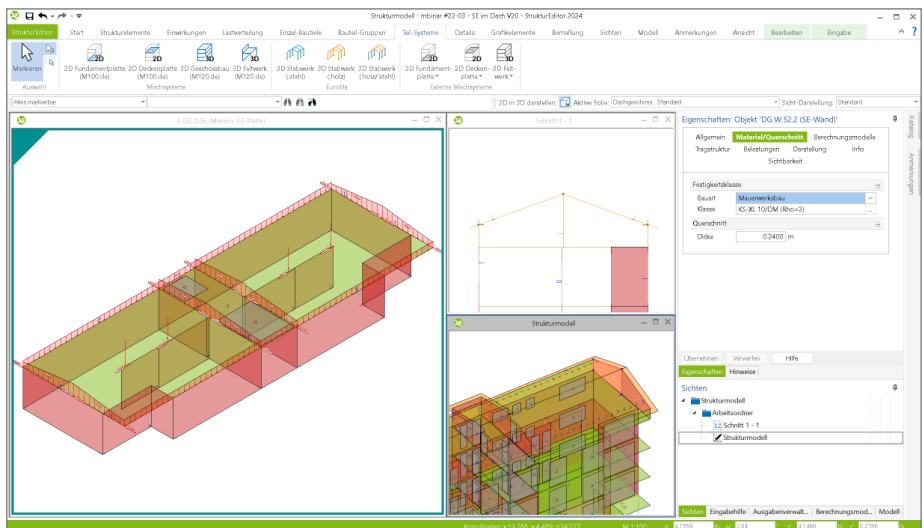 Strukturmodell - mbinar #22-03 - SE im Dach V20 - StrukturEditor 2024
StrukturEditor Start Strukturelemente Einwirkungen Lastverteilung Einzel-Bauteile Bauteil-Gruppen Teil-Systeme Details Grafikelemente Bemaßung Sichten Modell Anmerkungen Ansicht Bearbeiten Eingabe
Markieren
2D Fundamentplatte (M100.de)
2D Deckenplatte (M100.de)
3D Geschossbau (M120.de)
3D Faltwerk (M120.de)
3D Stabwerk (stahl)
3D Stabwerk (holz)
3D Stabwerk (holz/stahl)
2D Fundament-platte
2D Decken-platte
3D Falt-werk
Auswahl Mischsysteme EuroSta Externe Mischsysteme
Alles markierbar
2D in 3D darstellen: Aktive Folie: Dachgeschoss : Standard Sicht-Darstellung: Standard
Schnitt 1 - 1
Strukturmodell
Eigenschaften: Objekt 'DG.W.52.2 (SE-Wand)'
Allgemein Material/Querschnitt Berechnungsmodelle
Tragstruktur Belastungen Darstellung Info
Sichtbarkeit
Festigkeitsklasse
Bauart Mauerwerksbau
Klasse KS-XL 10/DM (Rho=2) ...
Querschnitt
Dicke 0.2400 m
Übernehmen Verwerfen Hilfe
Eigenschaften Hinweise
Sichten
Strukturmodell
Arbeitsordner
Schnitt 1 - 1
Strukturmodell
Sichten Eingabehilfe Ausgabenverwalt... Berechnungsmod... Modell
Katalog
Anmerkungen
M 1:100